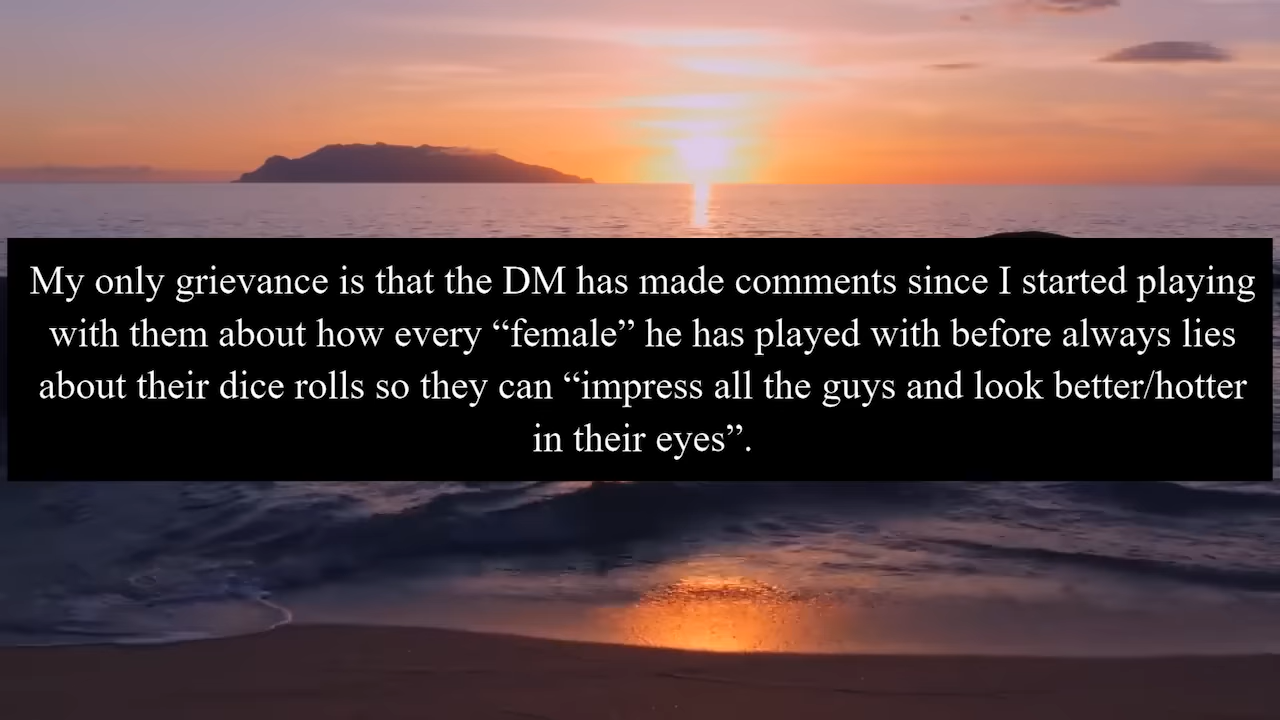 My only grievance is that the DM has made comments since I started playing
with them about how every “female” he has played with before always lies
about their dice rolls so they can “impress all the guys and look better/hotter
in their eyes”.